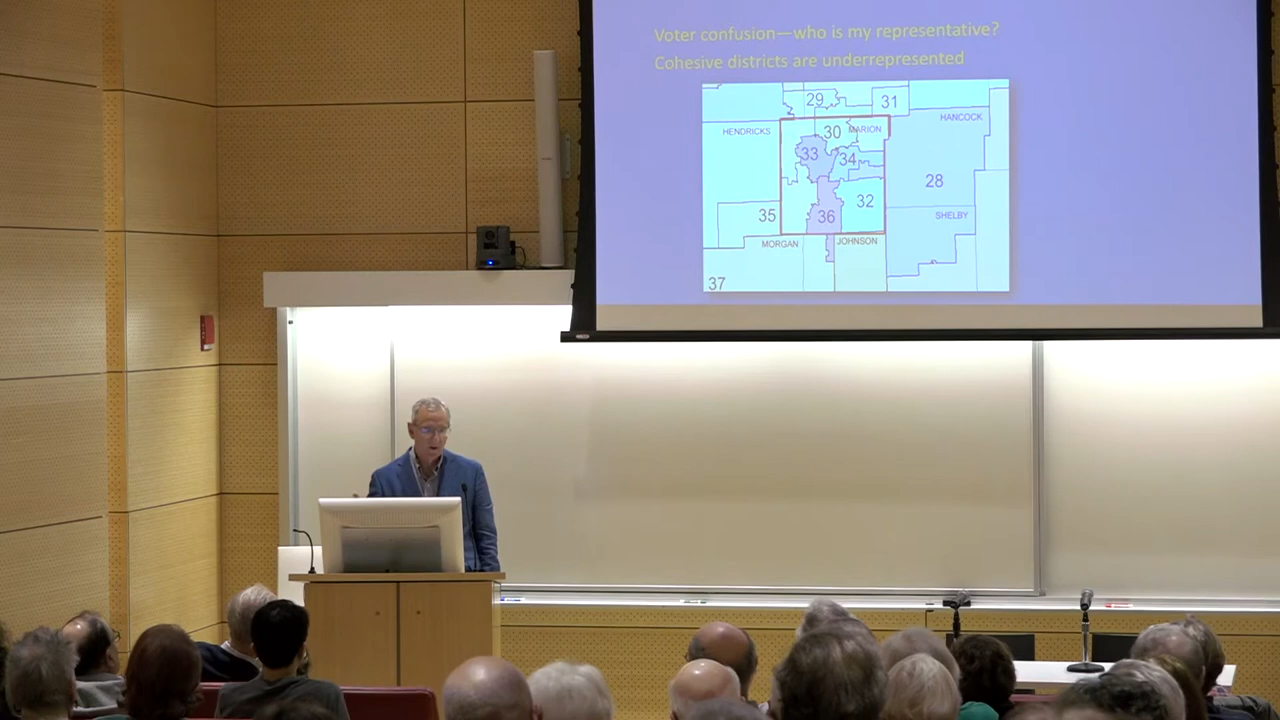 Voter confusion—who is my representative?
Cohesive districts are underrepresented
29
31
HANCOCK
HENDRICKS
30
MARION
33
34
28
32
35
36
SHELBY
MORGAN
JOHNSON
37